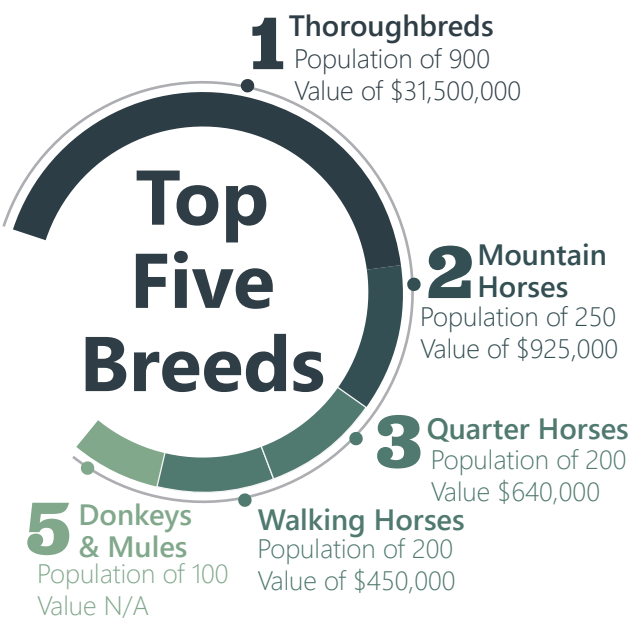 Top
Five
Breeds
1 Thoroughbreds
Population of 900
Value of $31,500,000
2 Mountain
Horses
Population of 250
Value of $925,000
3 Quarter Horses
Population of 200
Value $640,000
Walking Horses
Population of 200
Value of $450,000
5 Donkeys
& Mules
Population of 100
Value N/A